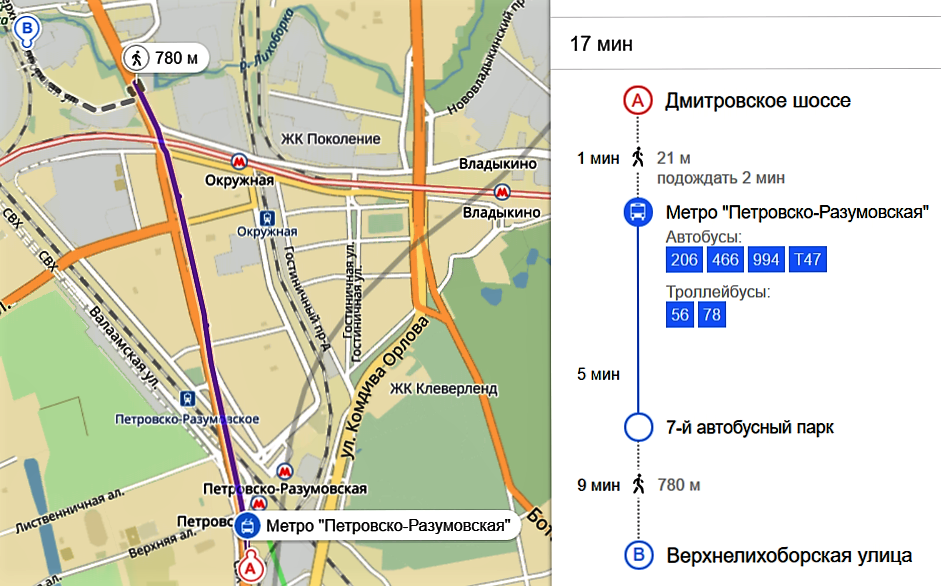 B
780 м
р. Лихоборка
Нововладыкинский пр
ЖК Поколение
Владыкино
Окружная
Владыкино
Окружная
СВХ
СВХ
Гостиничный пр-д
Гостиничная ул.
Гостиничная ул.
Валаамская ул.
ул. Комдива Орлова
ЖК Клеверленд
Петровско-Разумовское
Петровско-Разумовская
Лиственничная ал.
Верхняя ал.
Петровс
Метро "Петровско-Разумовская"
Бот
A
17 мин
A Дмитровское шоссе
1 мин 21 м
подождать 2 мин
Метро "Петровско-Разумовская"
Автобусы:
206 466 994 Т47
Троллейбусы:
56 78
5 мин
7-й автобусный парк
9 мин 780 м
B Верхнелихоборская улица